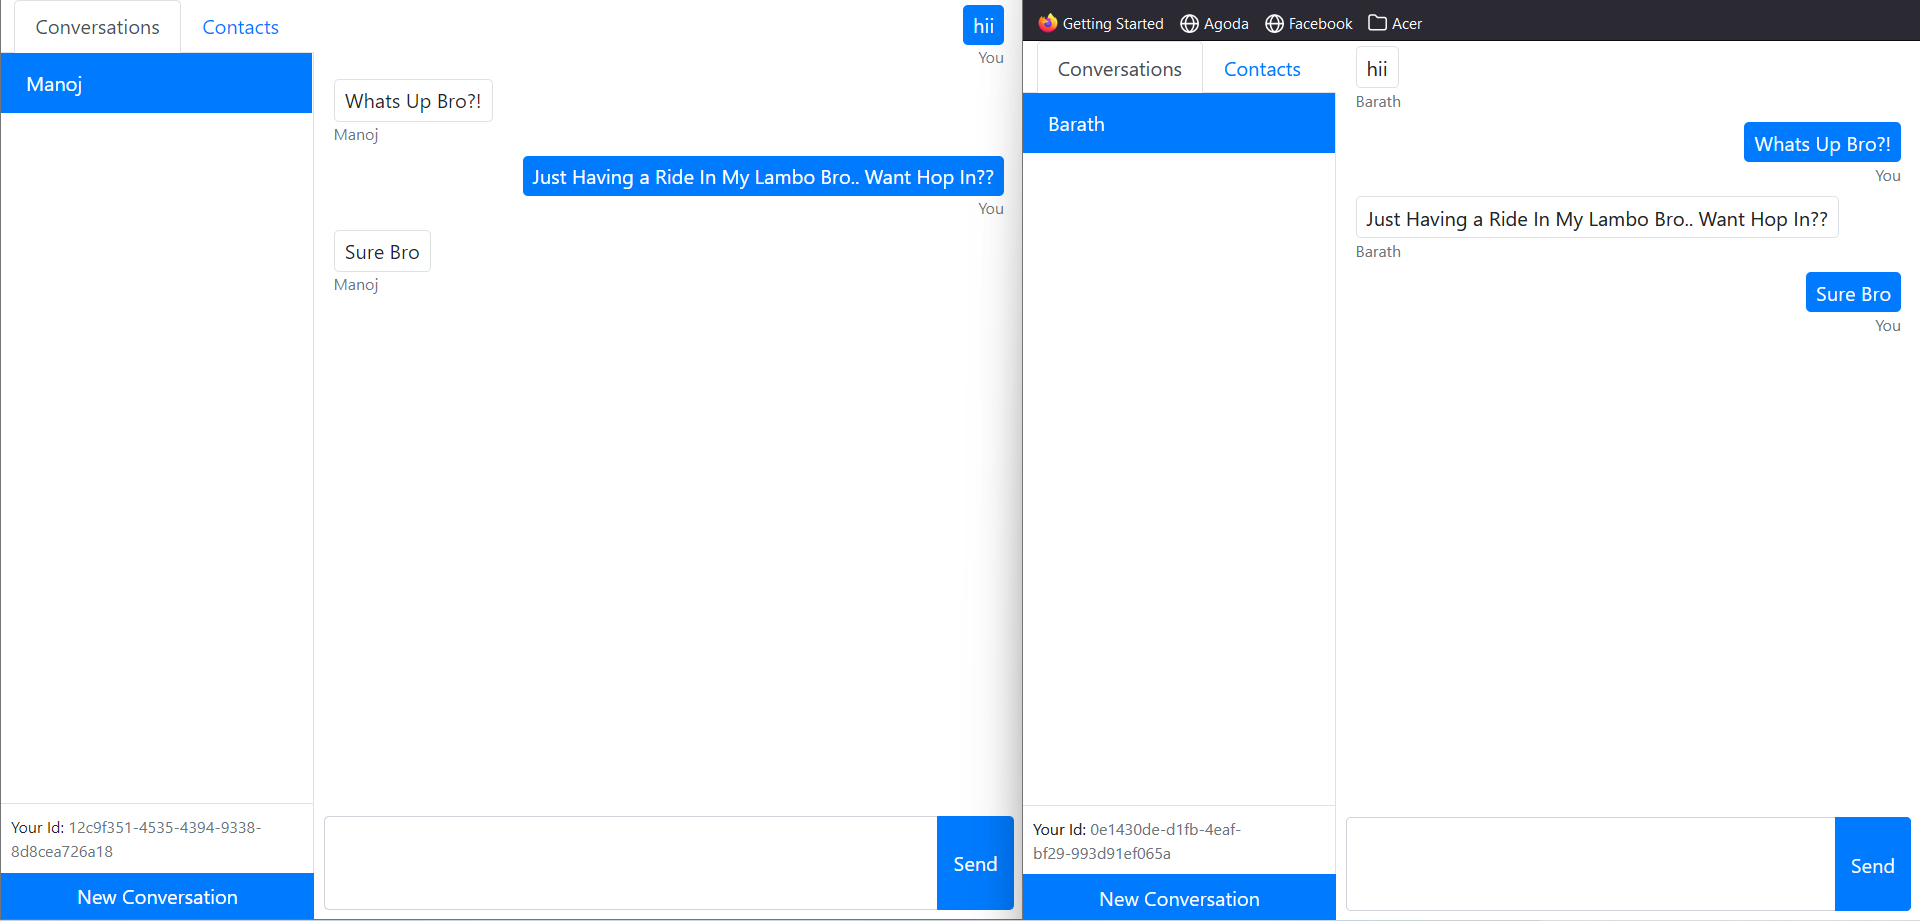 Conversations
Contacts
Manoj
hii
You
Whats Up Bro?!
Manoj
Just Having a Ride In My Lambo Bro.. Want Hop In??
You
Sure Bro
Manoj
Your Id: 12c9f351-4535-4394-9338-
8d8cea726a18
New Conversation
Send
Getting Started
Agoda
Facebook
Acer
Conversations
Contacts
Barath
hii
Barath
Whats Up Bro?!
You
Just Having a Ride In My Lambo Bro.. Want Hop In??
Barath
Sure Bro
You
Your Id: 0e1430de-d1fb-4eaf-
bf29-993d91ef065a
New Conversation
Send